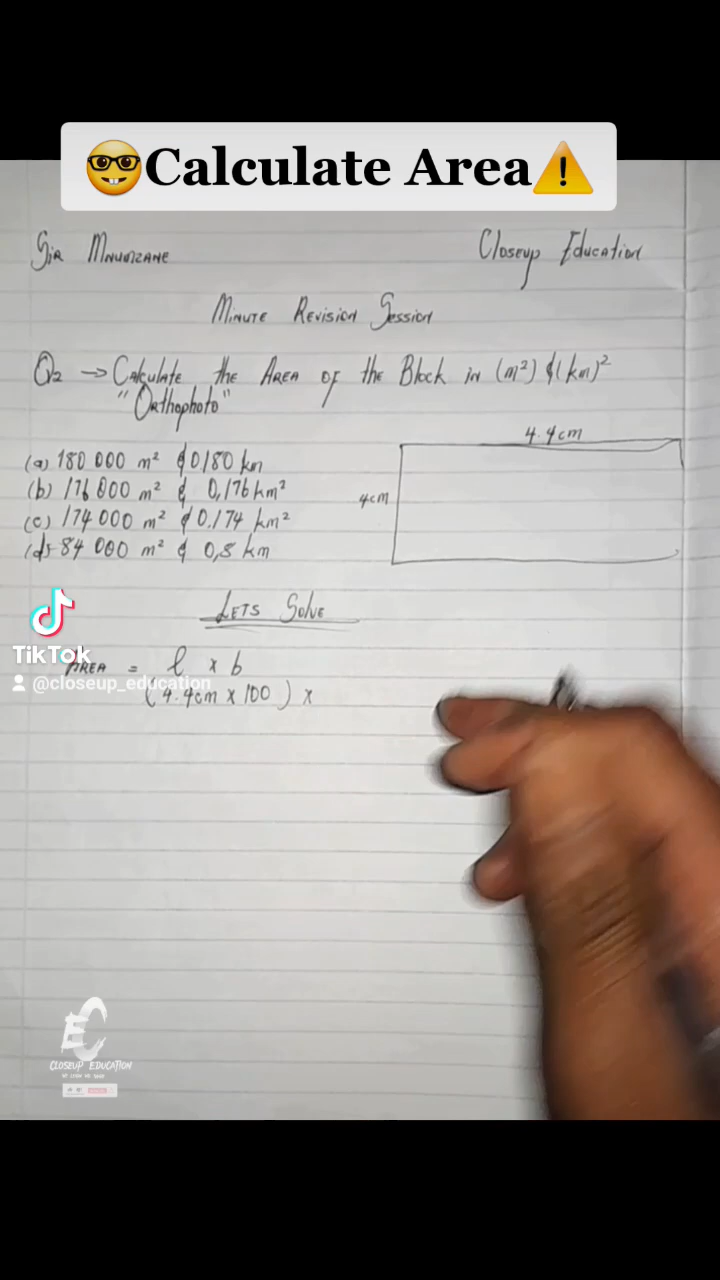 🤓Calculate Area⚠️
Sir Mnumzane
Closeup Education
Minute Revision Session
Q2 → Calculate the Area of the Block in (m²) & (km)²
"Orthophoto"
4.4cm
4cm
(a) 180 000 m² & 0,180 km
(b) 176 000 m² & 0,176 km²
(c) 174 000 m² & 0.174 km²
(d) 84 000 m² & 0,8 km
Lets Solve
TikTok
@closeup_education
Area = l x b
(4.4cm x 100) x
EC
CLOSEUP EDUCATION